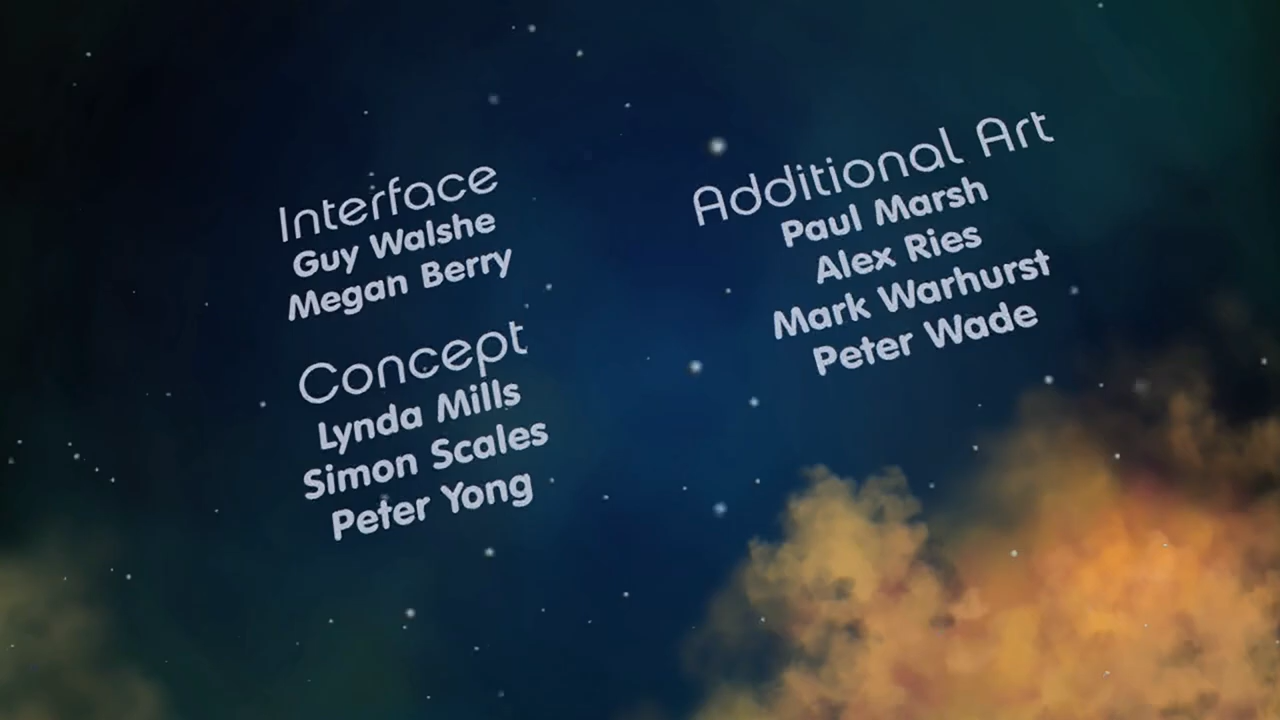 Interface
Guy Walshe
Megan Berry
Concept
Lynda Mills
Simon Scales
Peter Yong
Additional Art
Paul Marsh
Alex Ries
Mark Warhurst
Peter Wade